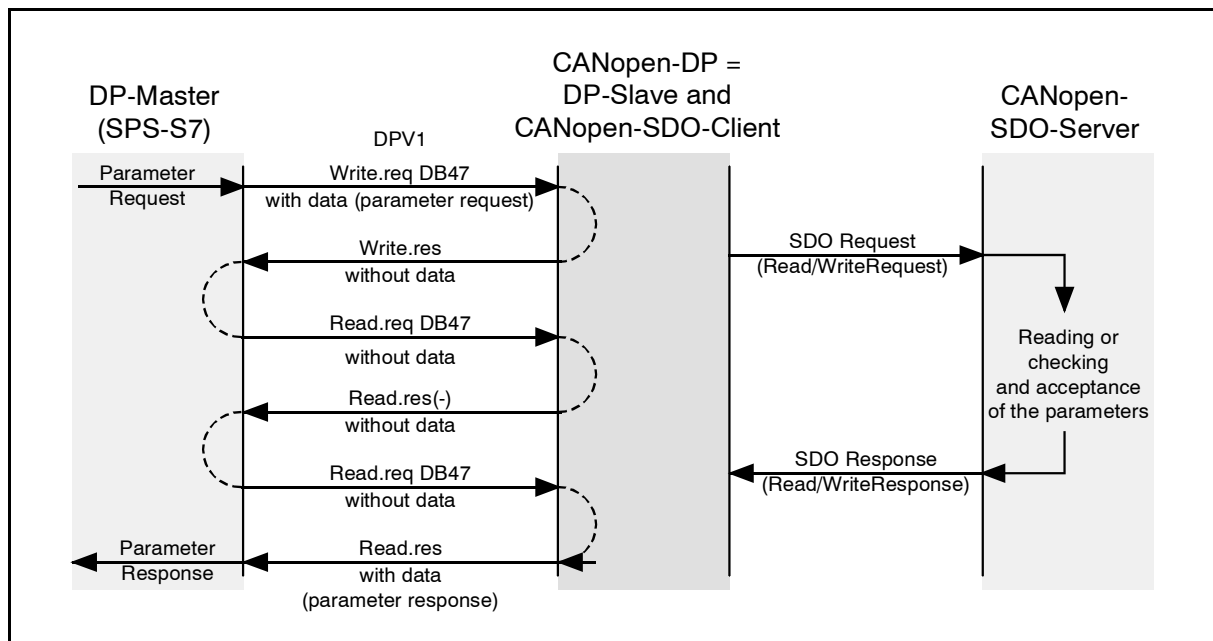 DP-Master
(SPS-S7)
DPV1
CANopen-DP =
DP-Slave and
CANopen-SDO-Client
CANopen-
SDO-Server
Parameter
Request
Write.req DB47
with data (parameter request)
Write.res
without data
SDO Request
(Read/WriteRequest)
Read.req DB47
without data
Reading or
checking
and acceptance
of the parameters
Read.res(-)
without data
Read.req DB47
without data
SDO Response
(Read/WriteResponse)
Parameter
Response
Read.res
with data
(parameter response)